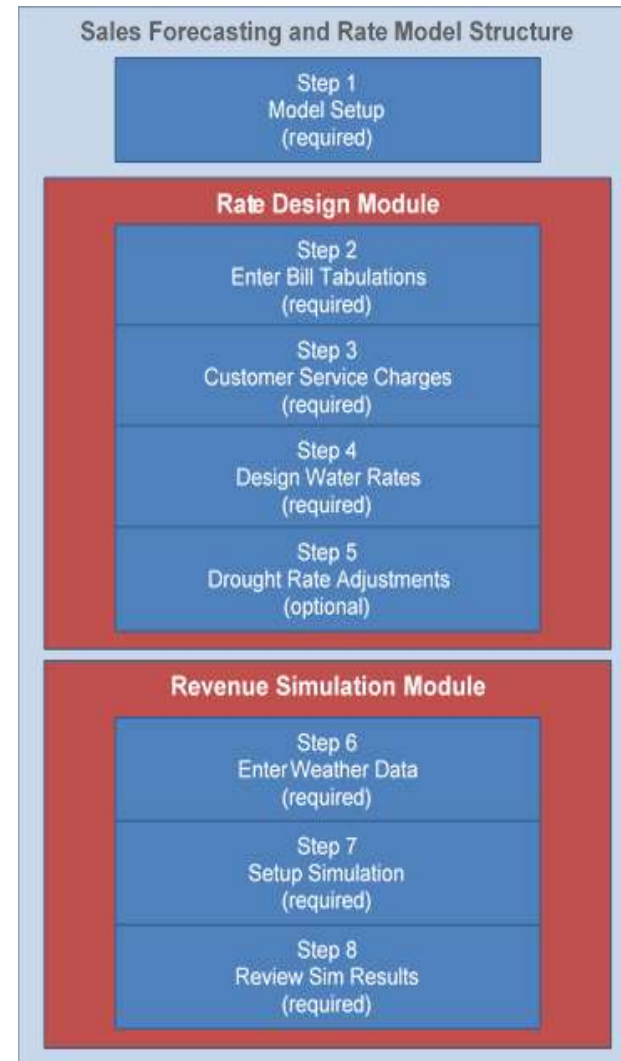 Sales Forecasting and Rate Model Structure
Step 1
Model Setup
(required)
Rate Design Module
Step 2
Enter Bill Tabulations
(required)
Step 3
Customer Service Charges
(required)
Step 4
Design Water Rates
(required)
Step 5
Drought Rate Adjustments
(optional)
Revenue Simulation Module
Step 6
Enter Weather Data
(required)
Step 7
Setup Simulation
(required)
Step 8
Review Sim Results
(required)